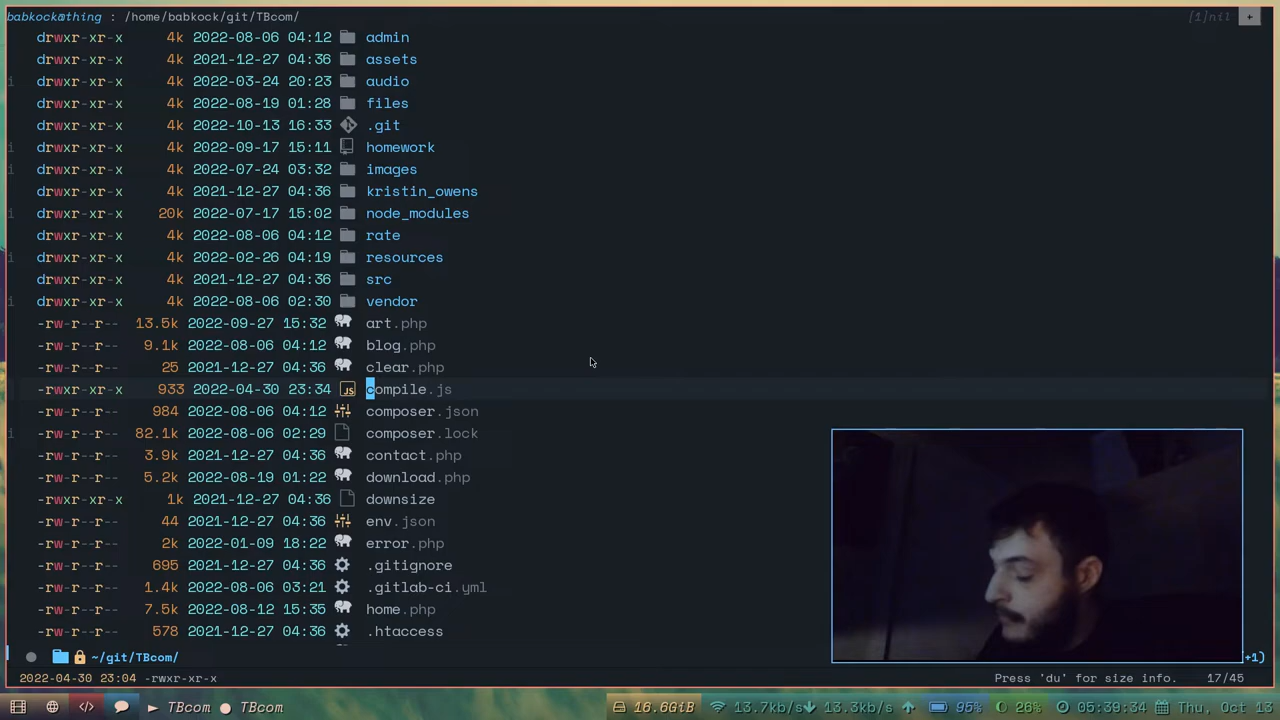 babkock@thing : /home/babkock/git/TBcom/ [1]nil +
drwxr-xr-x 4k 2022-08-06 04:12 admin
drwxr-xr-x 4k 2021-12-27 04:36 assets
i drwxr-xr-x 4k 2022-03-24 20:23 audio
drwxr-xr-x 4k 2022-08-19 01:28 files
drwxr-xr-x 4k 2022-10-13 16:33 .git
i drwxr-xr-x 4k 2022-09-17 15:11 homework
i drwxr-xr-x 4k 2022-07-24 03:32 images
drwxr-xr-x 4k 2021-12-27 04:36 kristin_owens
i drwxr-xr-x 20k 2022-07-17 15:02 node_modules
drwxr-xr-x 4k 2022-08-06 04:12 rate
i drwxr-xr-x 4k 2022-02-26 04:19 resources
drwxr-xr-x 4k 2021-12-27 04:36 src
i drwxr-xr-x 4k 2022-08-06 02:30 vendor
-rw-r--r-- 13.5k 2022-09-27 15:32 art.php
-rw-r--r-- 9.1k 2022-08-06 04:12 blog.php
-rw-r--r-- 25 2021-12-27 04:36 clear.php
-rwxr-xr-x 933 2022-04-30 23:34 JS compile.js
-rw-r--r-- 984 2022-08-06 04:12 composer.json
i -rw-r--r-- 82.1k 2022-08-06 02:29 composer.lock
-rw-r--r-- 3.9k 2021-12-27 04:36 contact.php
-rw-r--r-- 5.2k 2022-08-19 01:22 download.php
-rwxr-xr-x 1k 2021-12-27 04:36 downsize
-rw-r--r-- 44 2021-12-27 04:36 env.json
-rw-r--r-- 2k 2022-01-09 18:22 error.php
-rw-r--r-- 695 2021-12-27 04:36 .gitignore
-rw-r--r-- 1.4k 2022-08-06 03:21 .gitlab-ci.yml
-rw-r--r-- 7.5k 2022-08-12 15:35 home.php
-rw-r--r-- 578 2021-12-27 04:36 .htaccess
~/git/TBcom/ +1)
2022-04-30 23:04 -rwxr-xr-x Press 'du' for size info. 17/45
► TBcom ● TBcom 16.6GiB 13.7kb/s 13.3kb/s 95% 26% 05:39:34 Thu, Oct 13